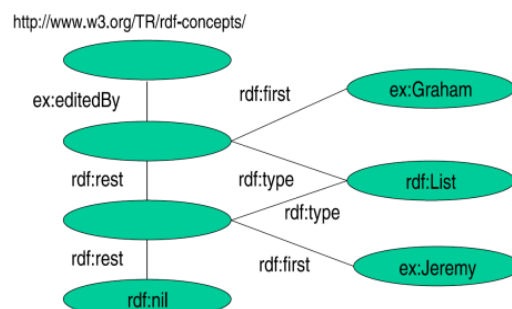 http://www.w3.org/TR/rdf-concepts/
rdf:first
ex:Graham
ex:editedBy
rdf:rest
rdf:type
rdf:List
rdf:type
rdf:rest
rdf:first
ex:Jeremy
rdf:nil